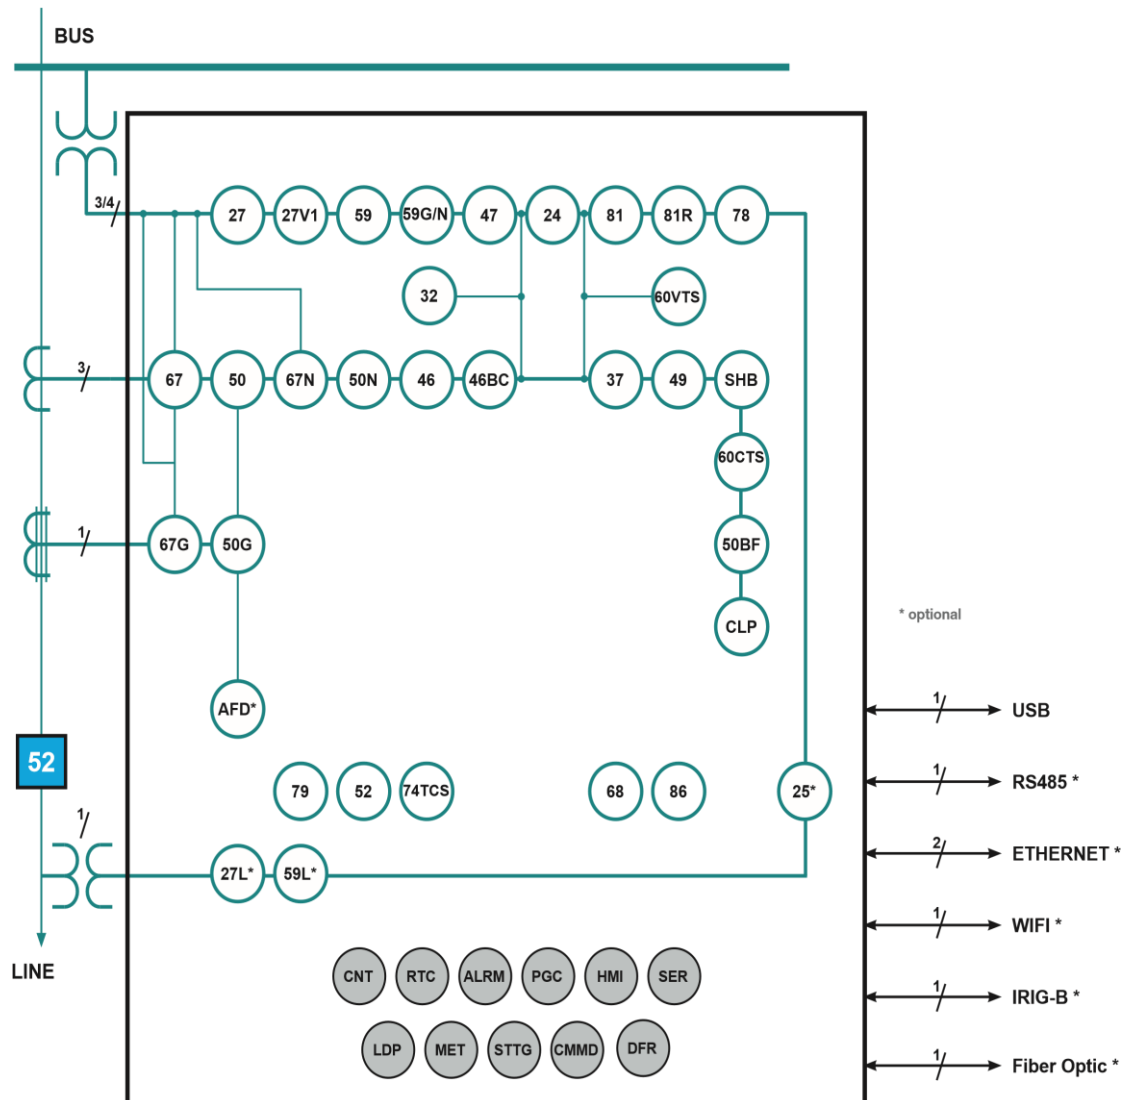 BUS
3/4
27 27V1 59 59G/N 47 24 81 81R 78
32 60VTS
3
67 50 67N 50N 46 46BC 37 49 SHB
60CTS
1
67G 50G 50BF
* optional
CLP
AFD*
1
USB
52
79 52 74TCS 68 86 25*
1
RS485 *
1
27L* 59L*
2
ETHERNET *
1
WIFI *
LINE
CNT RTC ALRM PGC HMI SER
1
IRIG-B *
LDP MET STTG CMMD DFR
1
Fiber Optic *